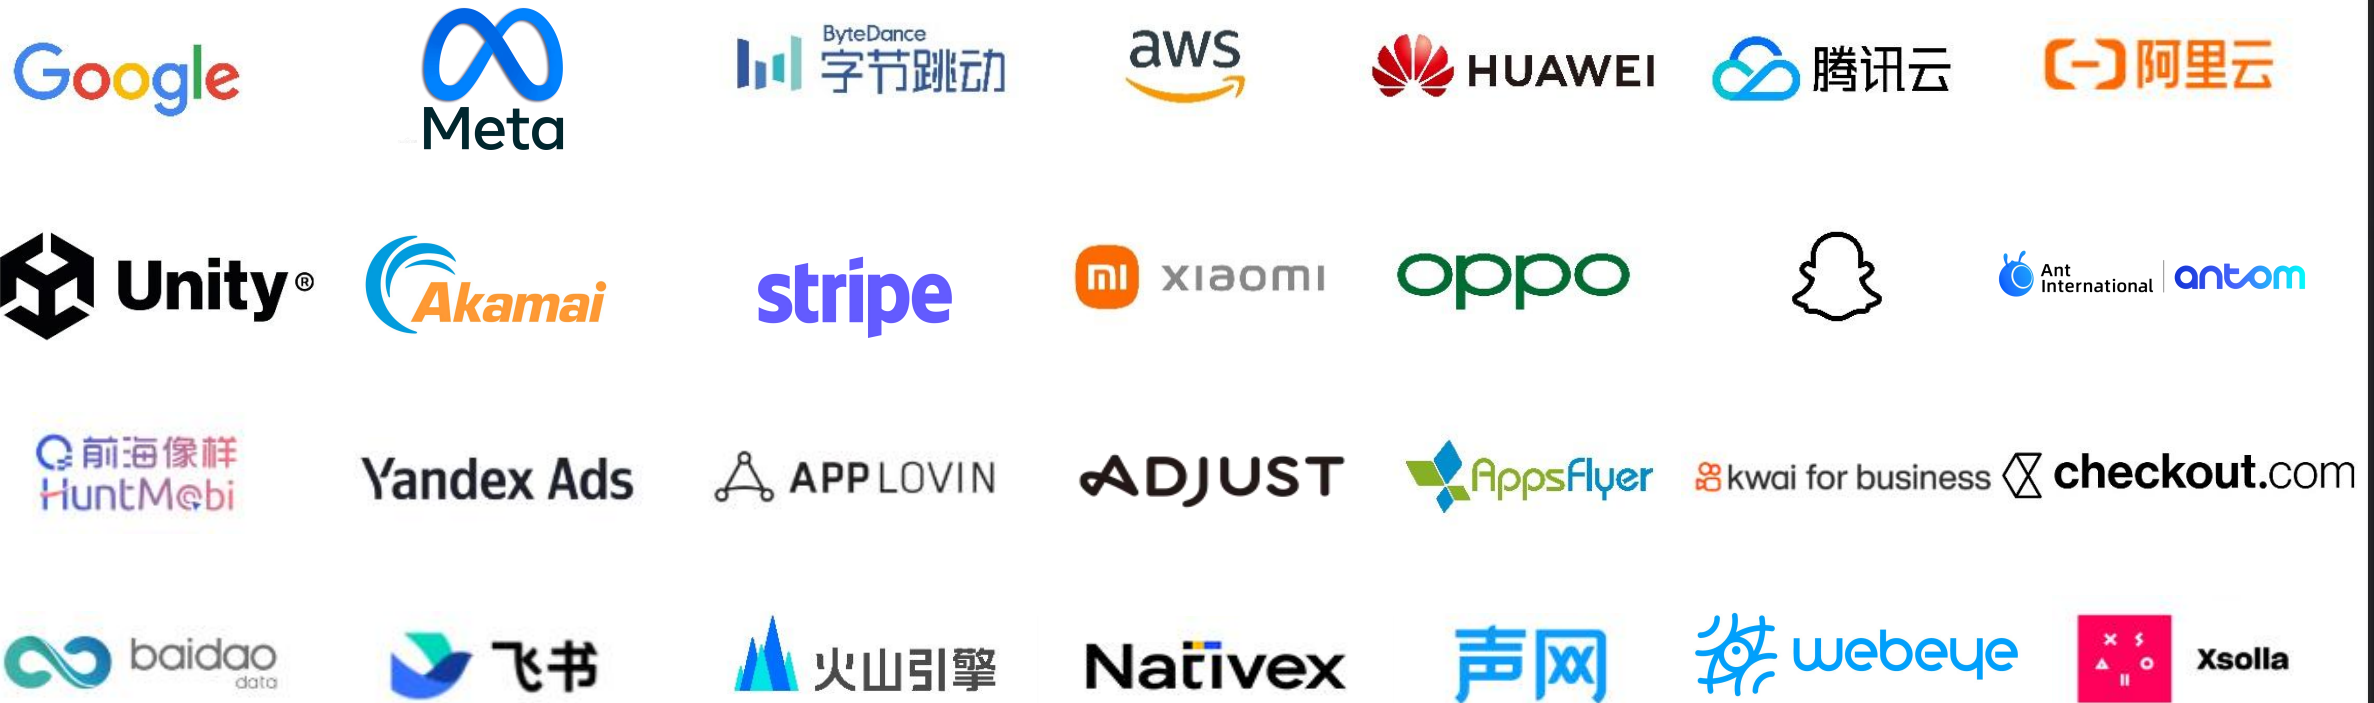 Google
Meta
ByteDance
字节跳动
aws
HUAWEI
腾讯云
阿里云
Unity®
Akamai
stripe
mi xiaomi
oppo
Ant
International
antom
前海像样
HuntMobi
Yandex Ads
APPLOVIN
ADJUST
AppsFlyer
kwai for business
checkout.com
baidao
data
飞书
火山引擎
Nativex
声网
webeye
XSOLLA
Xsolla